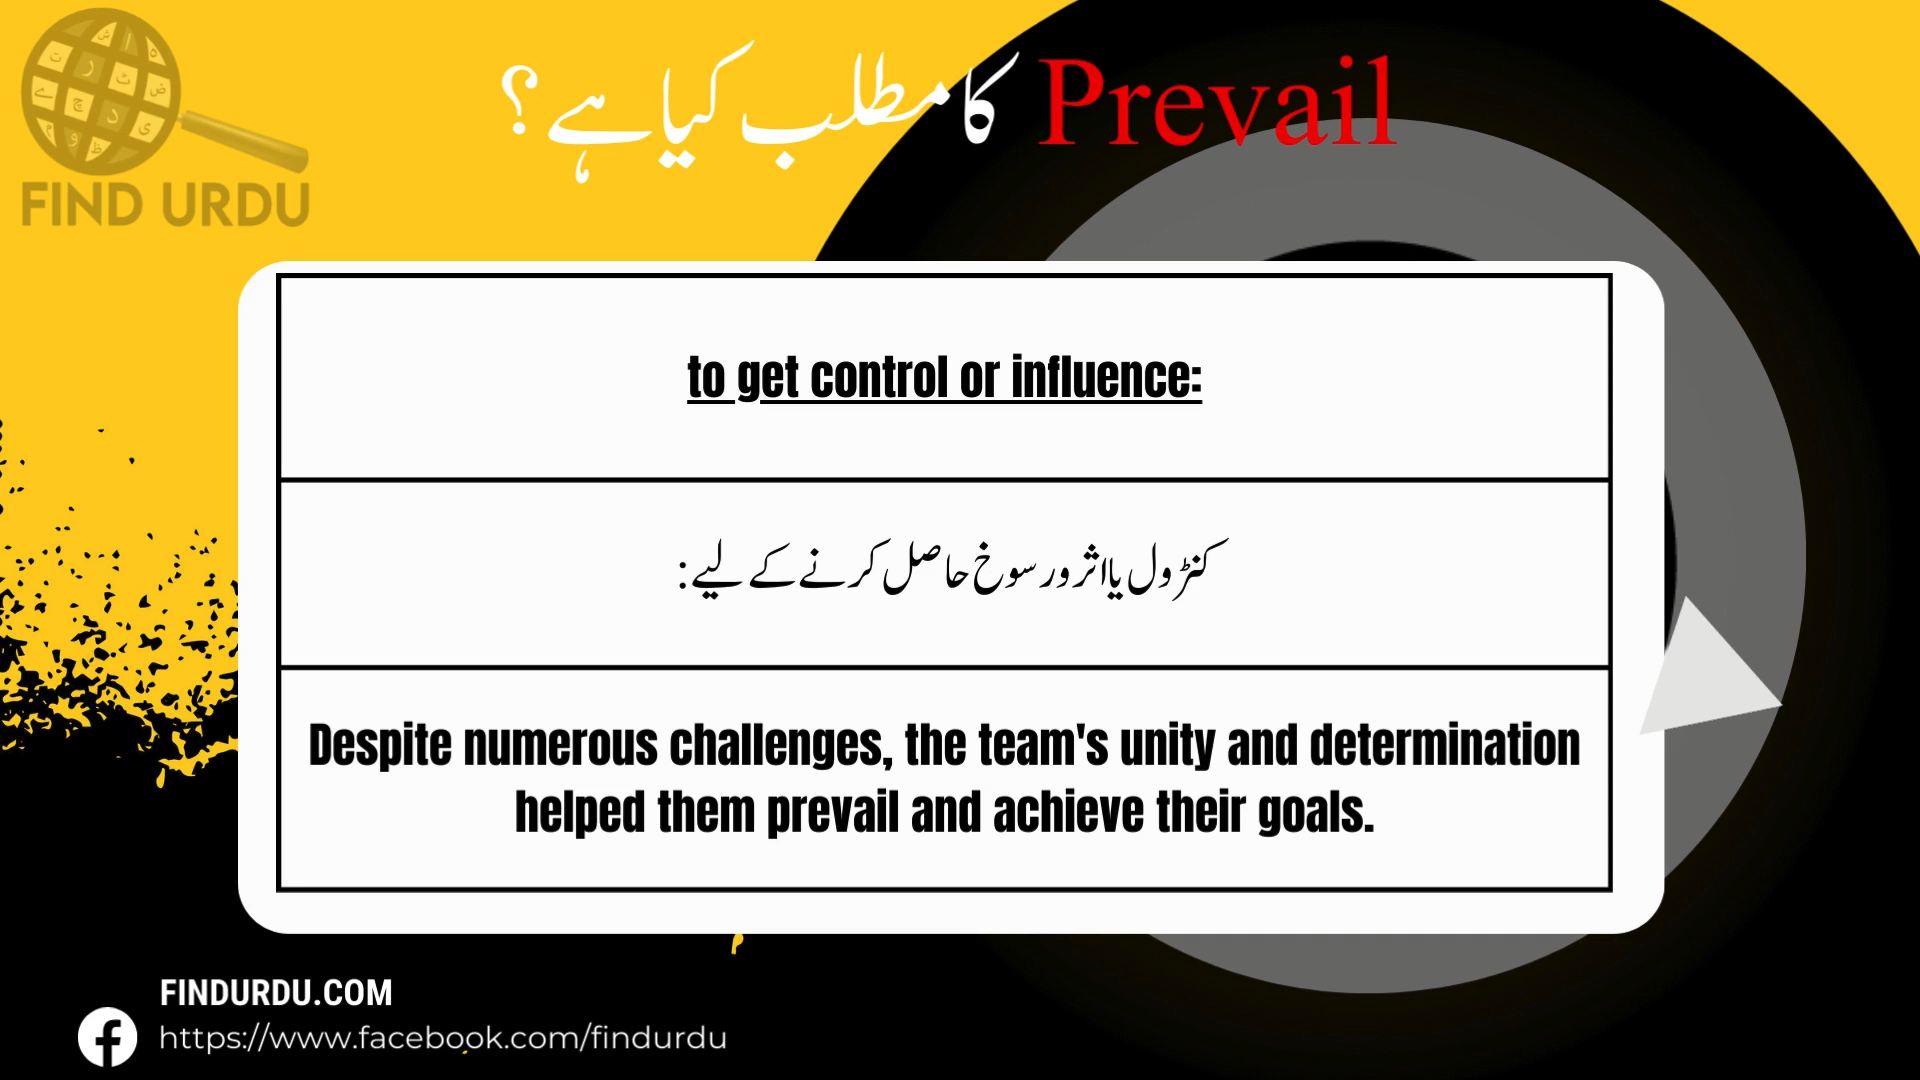 Prevail کا مطلب کیا ہے؟
FIND URDU
to get control or influence:
کنٹرول یا اثر و رسوخ حاصل کرنے کے لیے:
Despite numerous challenges, the team's unity and determination
helped them prevail and achieve their goals.
FINDURDU.COM
https://www.facebook.com/findurdu